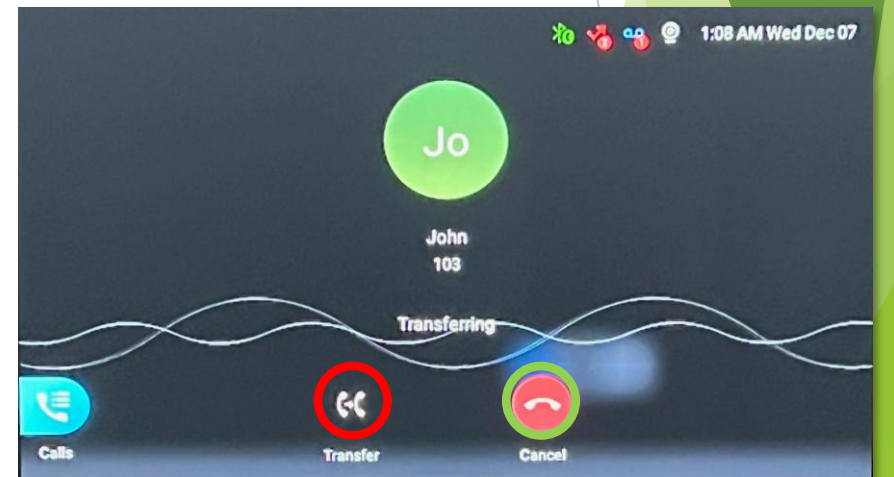 1:08 AM Wed Dec 07
Jo
John
103
Transferring
Calls
Transfer
Cancel